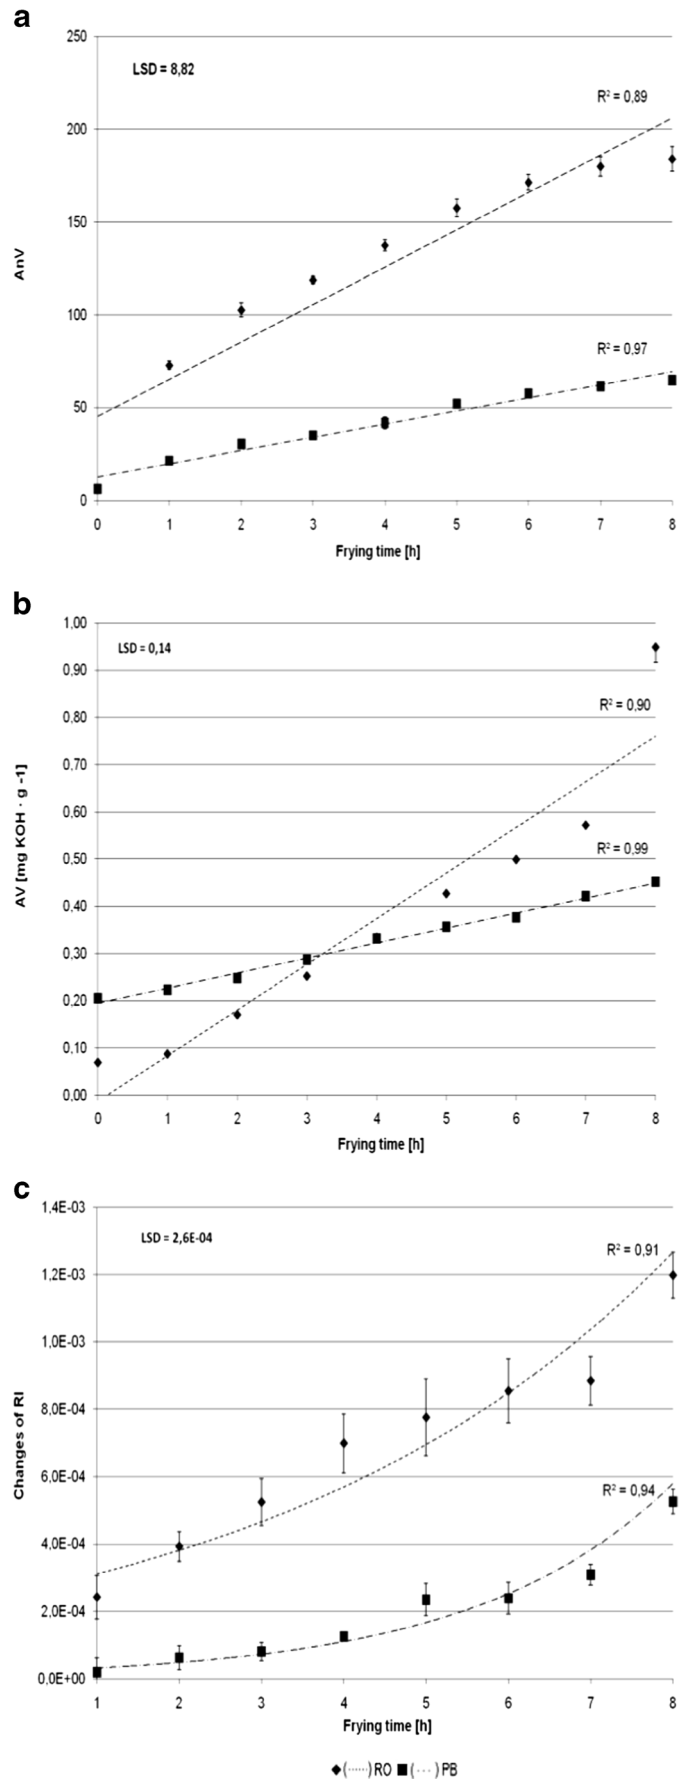 a
250
LSD = 8,82
R² = 0,89
200
150
AnV
100
R² = 0,97
50
0
0 1 2 3 4 5 6 7 8
Frying time [h]
b
1,00
LSD = 0,14
0,90
R² = 0,90
0,80
0,70
0,60
AV [mg KOH · g -1]
R² = 0,99
0,50
0,40
0,30
0,20
0,10
0,00
0 1 2 3 4 5 6 7 8
Frying time [h]
c
1,4E-03
LSD = 2,6E-04
R² = 0,91
1,2E-03
1,0E-03
Changes of RI
8,0E-04
6,0E-04
R² = 0,94
4,0E-04
2,0E-04
0,0E+00
1 2 3 4 5 6 7 8
Frying time [h]
(······) RO (- - -) PB